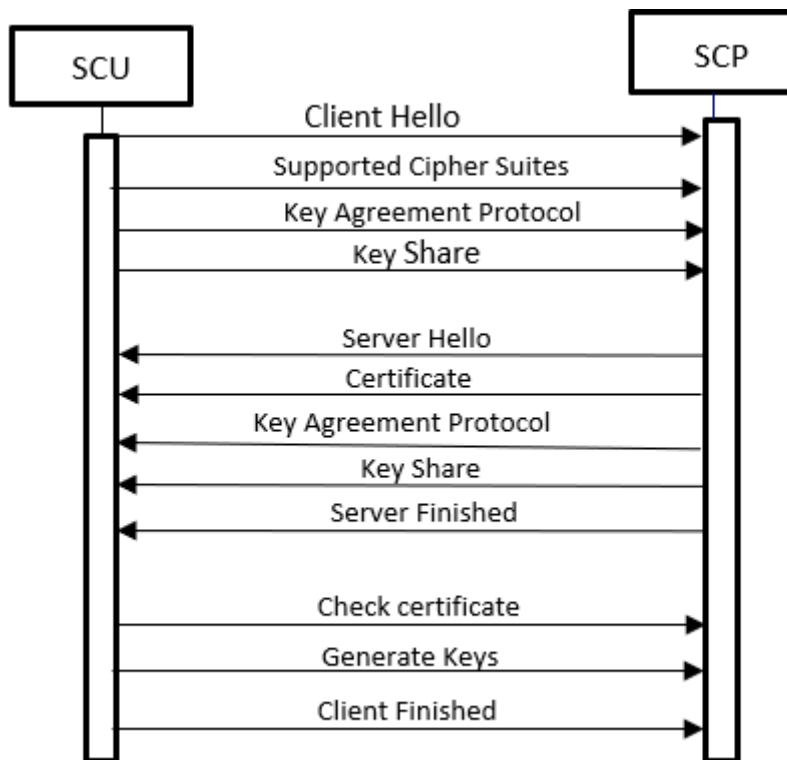 SCU
SCP
Client Hello
Supported Cipher Suites
Key Agreement Protocol
Key Share
Server Hello
Certificate
Key Agreement Protocol
Key Share
Server Finished
Check certificate
Generate Keys
Client Finished